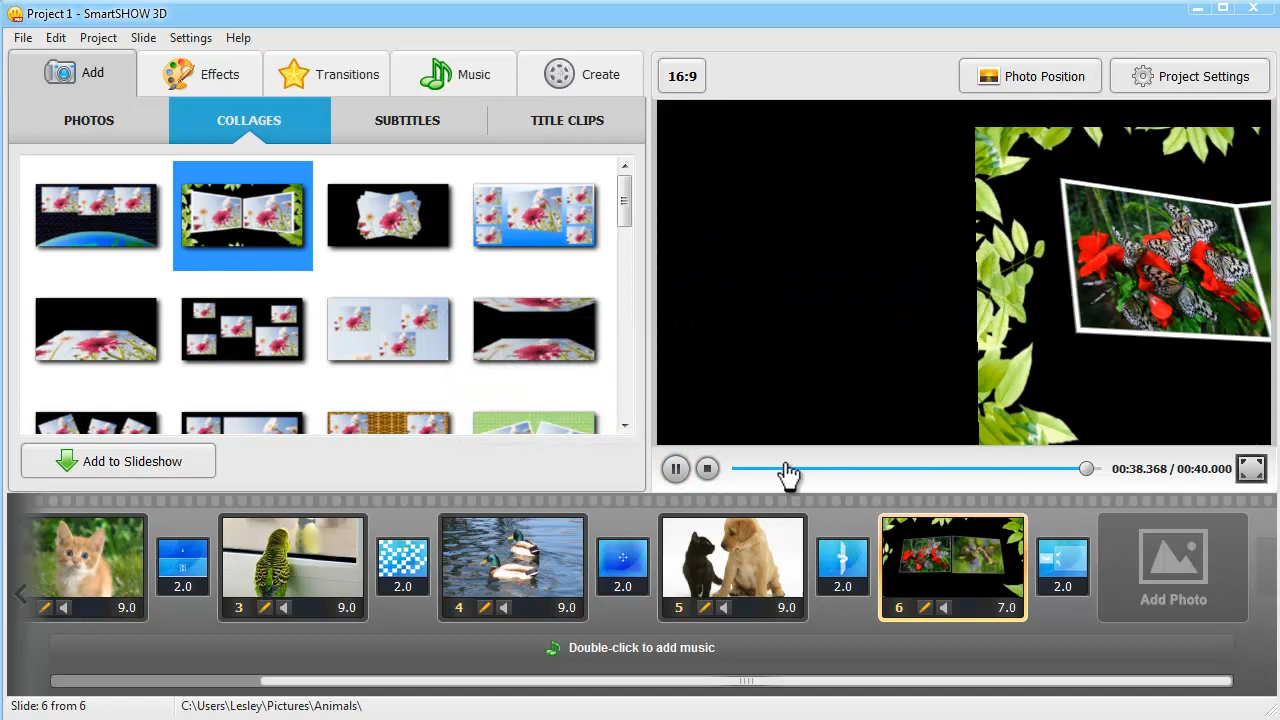 Project 1 - SmartSHOW 3D
File Edit Project Slide Settings Help
Add Effects Transitions Music Create
16:9 Photo Position Project Settings
PHOTOS COLLAGES SUBTITLES TITLE CLIPS
Add to Slideshow
00:38.368 / 00:40.000
2.0 2.0 2.0 2.0 2.0
Add Photo
9.0 3 9.0 4 9.0 5 9.0 6 7.0
Double-click to add music
Slide: 6 from 6 C:\Users\Lesley\Pictures\Animals\